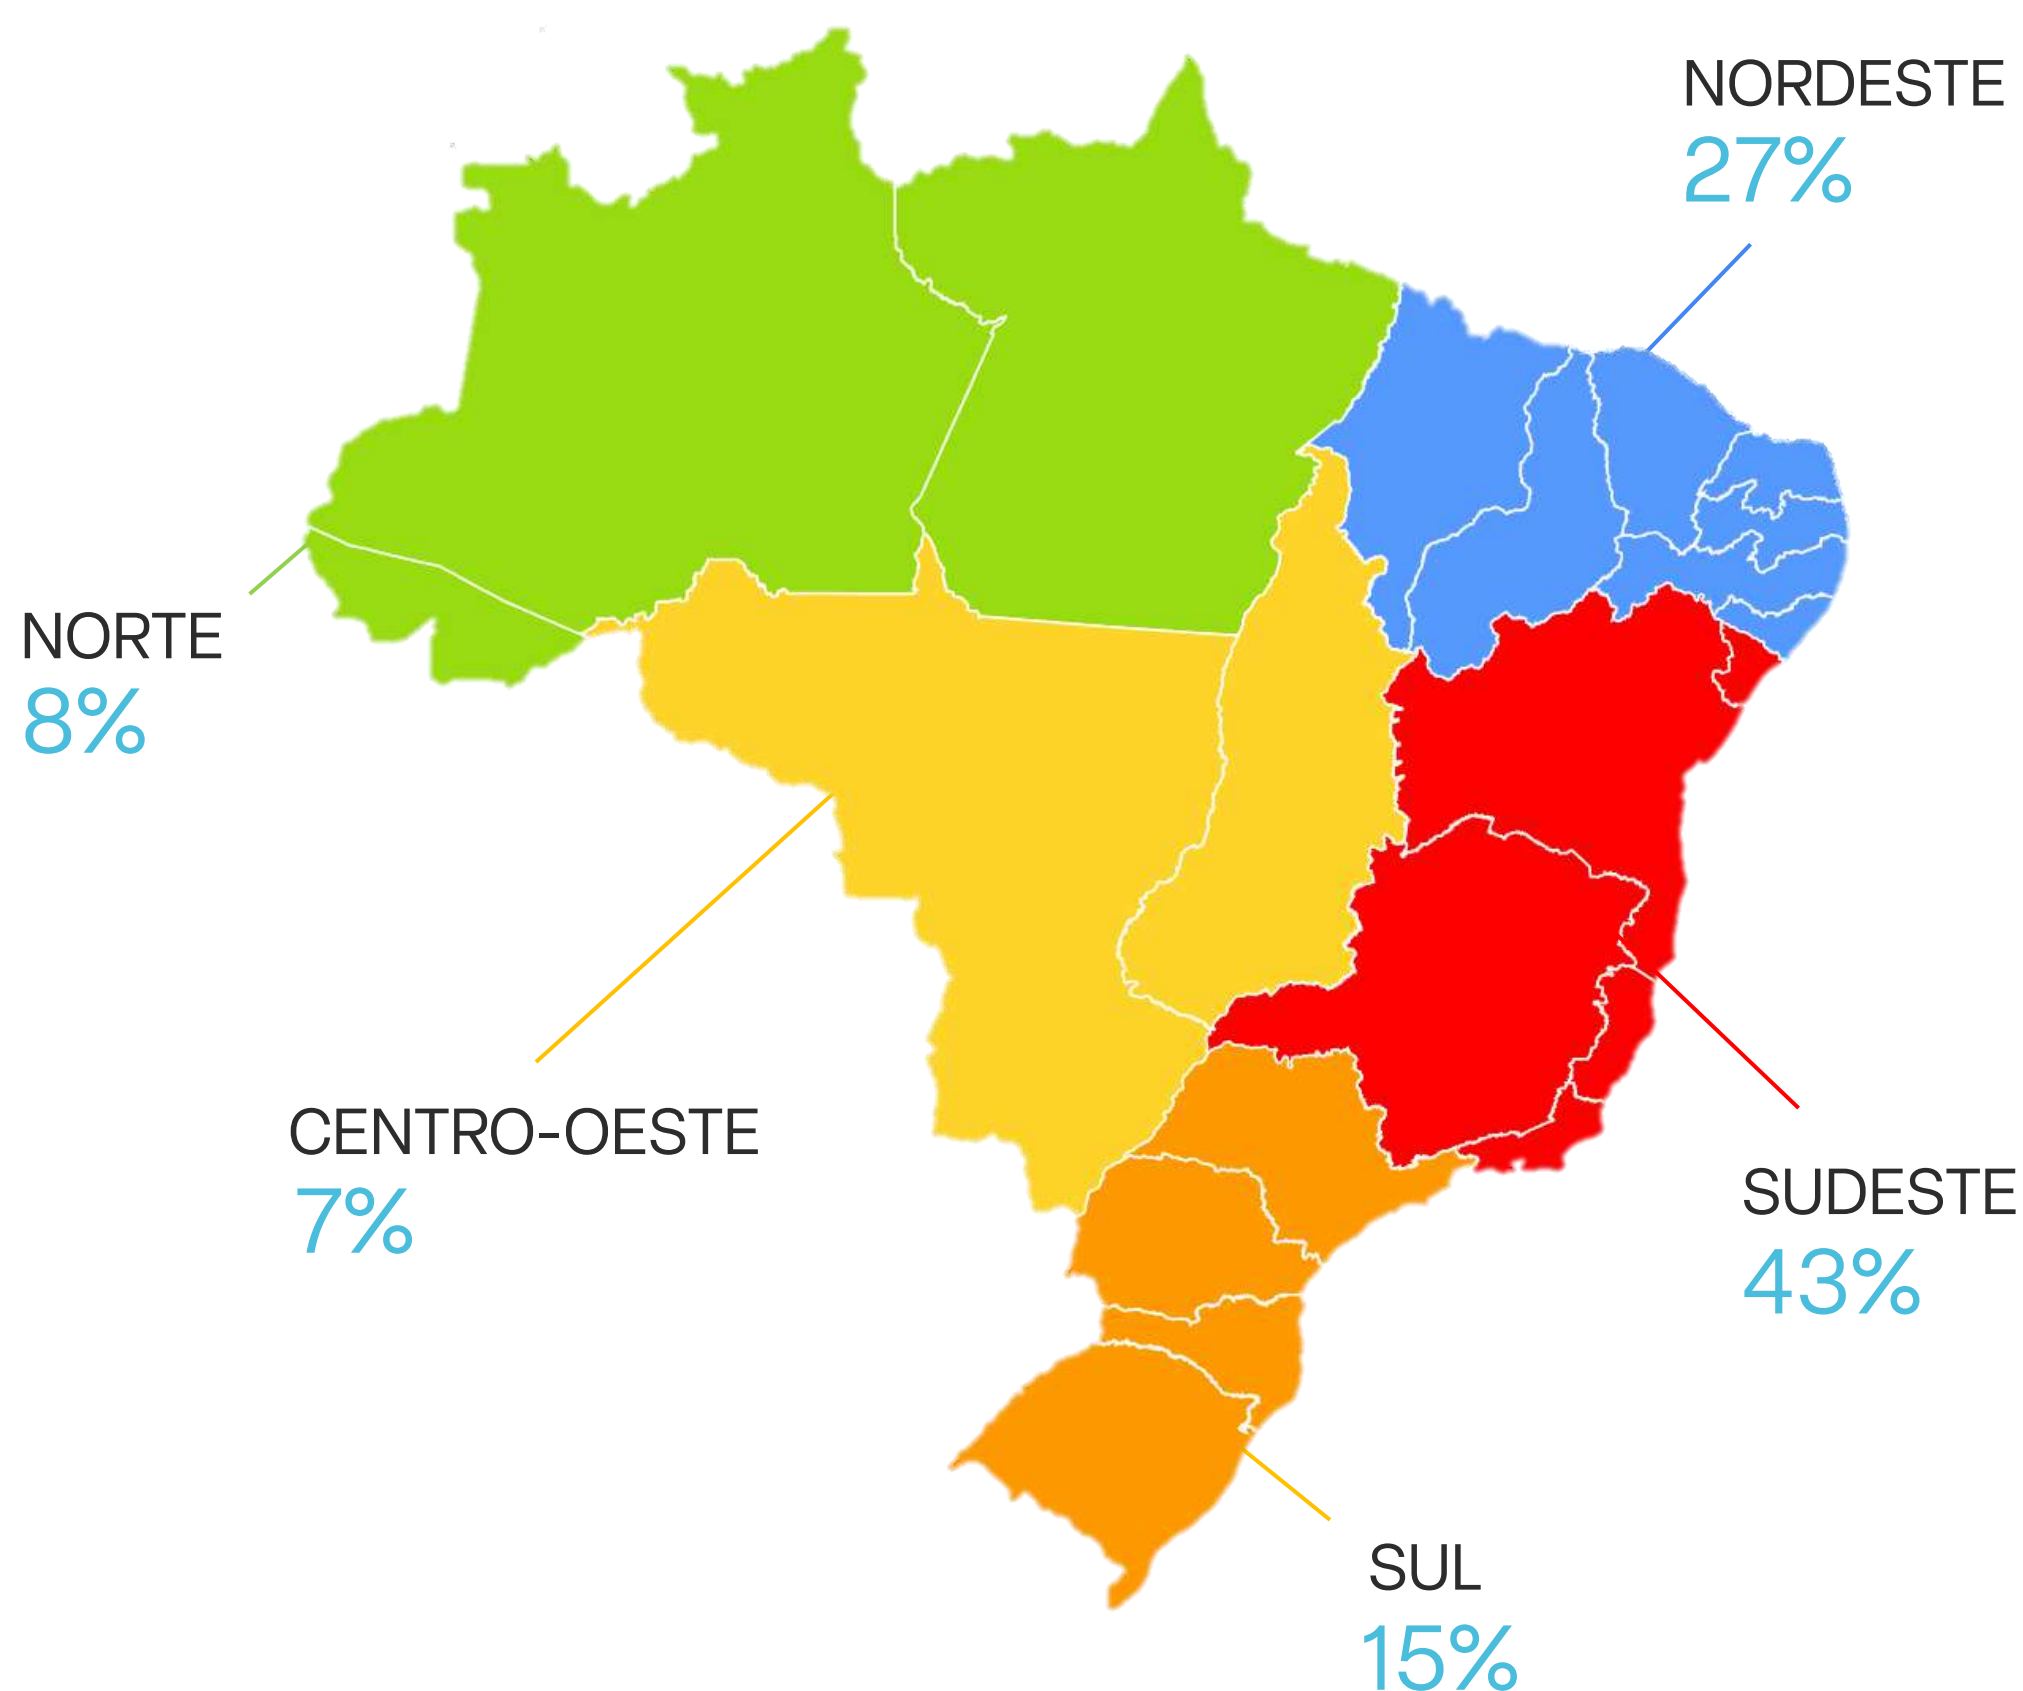 NORDESTE
27%
NORTE
8%
CENTRO-OESTE
7%
SUDESTE
43%
SUL
15%